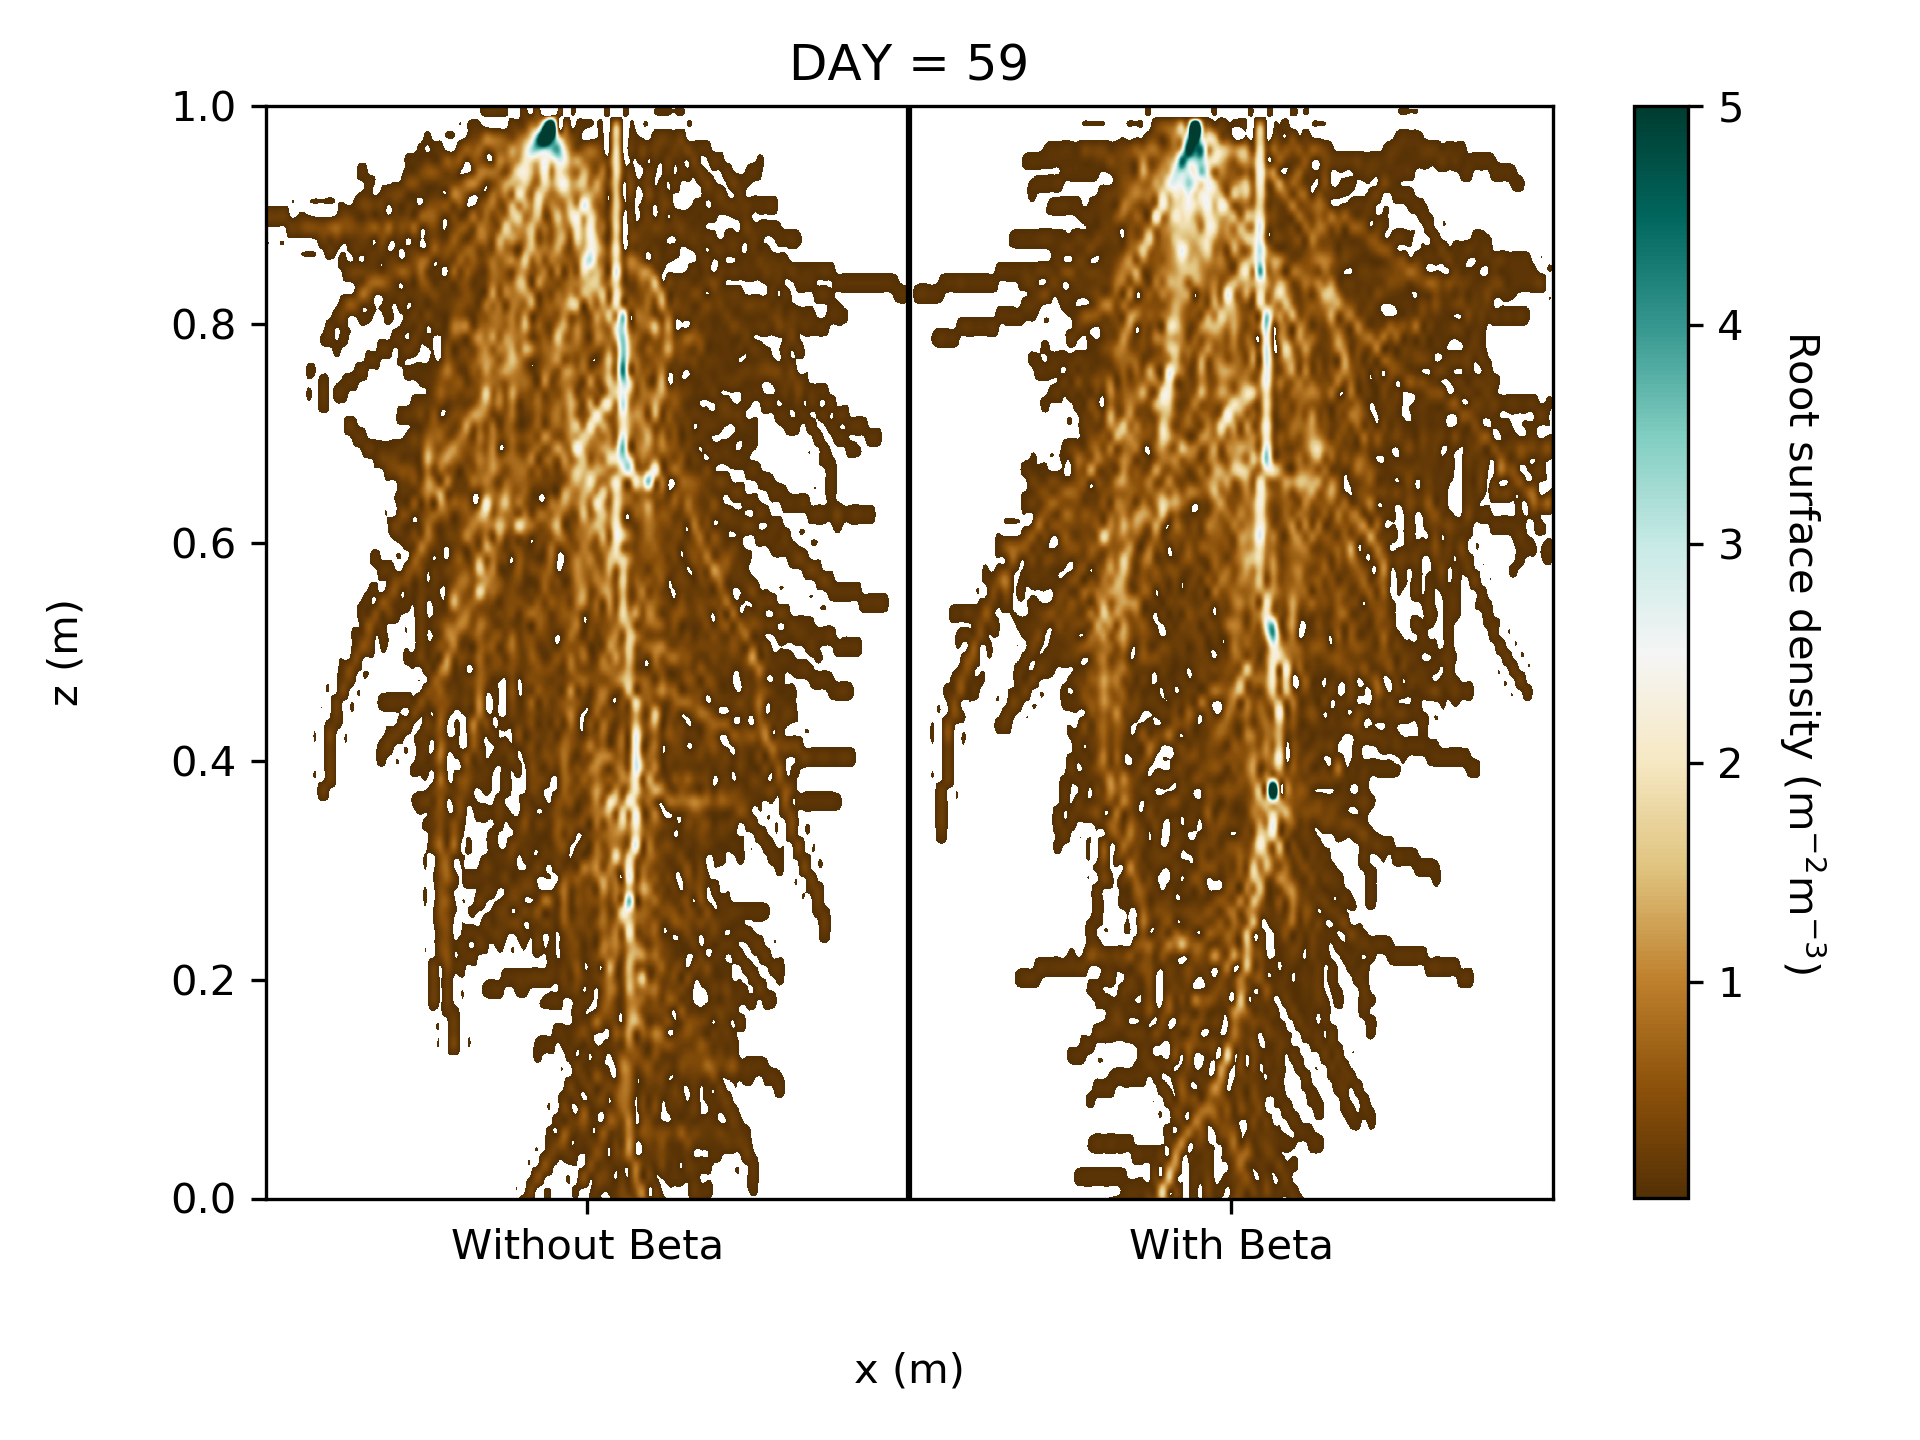 DAY = 59
1.0
0.8
0.6
0.4
0.2
0.0
z (m)
Without Beta
With Beta
x (m)
5
4
3
2
1
Root surface density (m⁻²m⁻³)